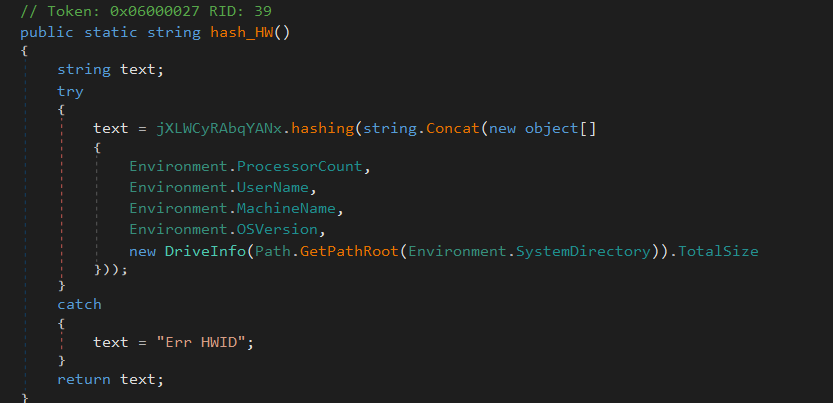 // Token: 0x06000027 RID: 39
public static string hash_HW()
{
string text;
try
{
text = jXLWCyRAbqYANx.hashing(string.Concat(new object[]
{
Environment.ProcessorCount,
Environment.UserName,
Environment.MachineName,
Environment.OSVersion,
new DriveInfo(Path.GetPathRoot(Environment.SystemDirectory)).TotalSize
}));
}
catch
{
text = "Err HWID";
}
return text;
}